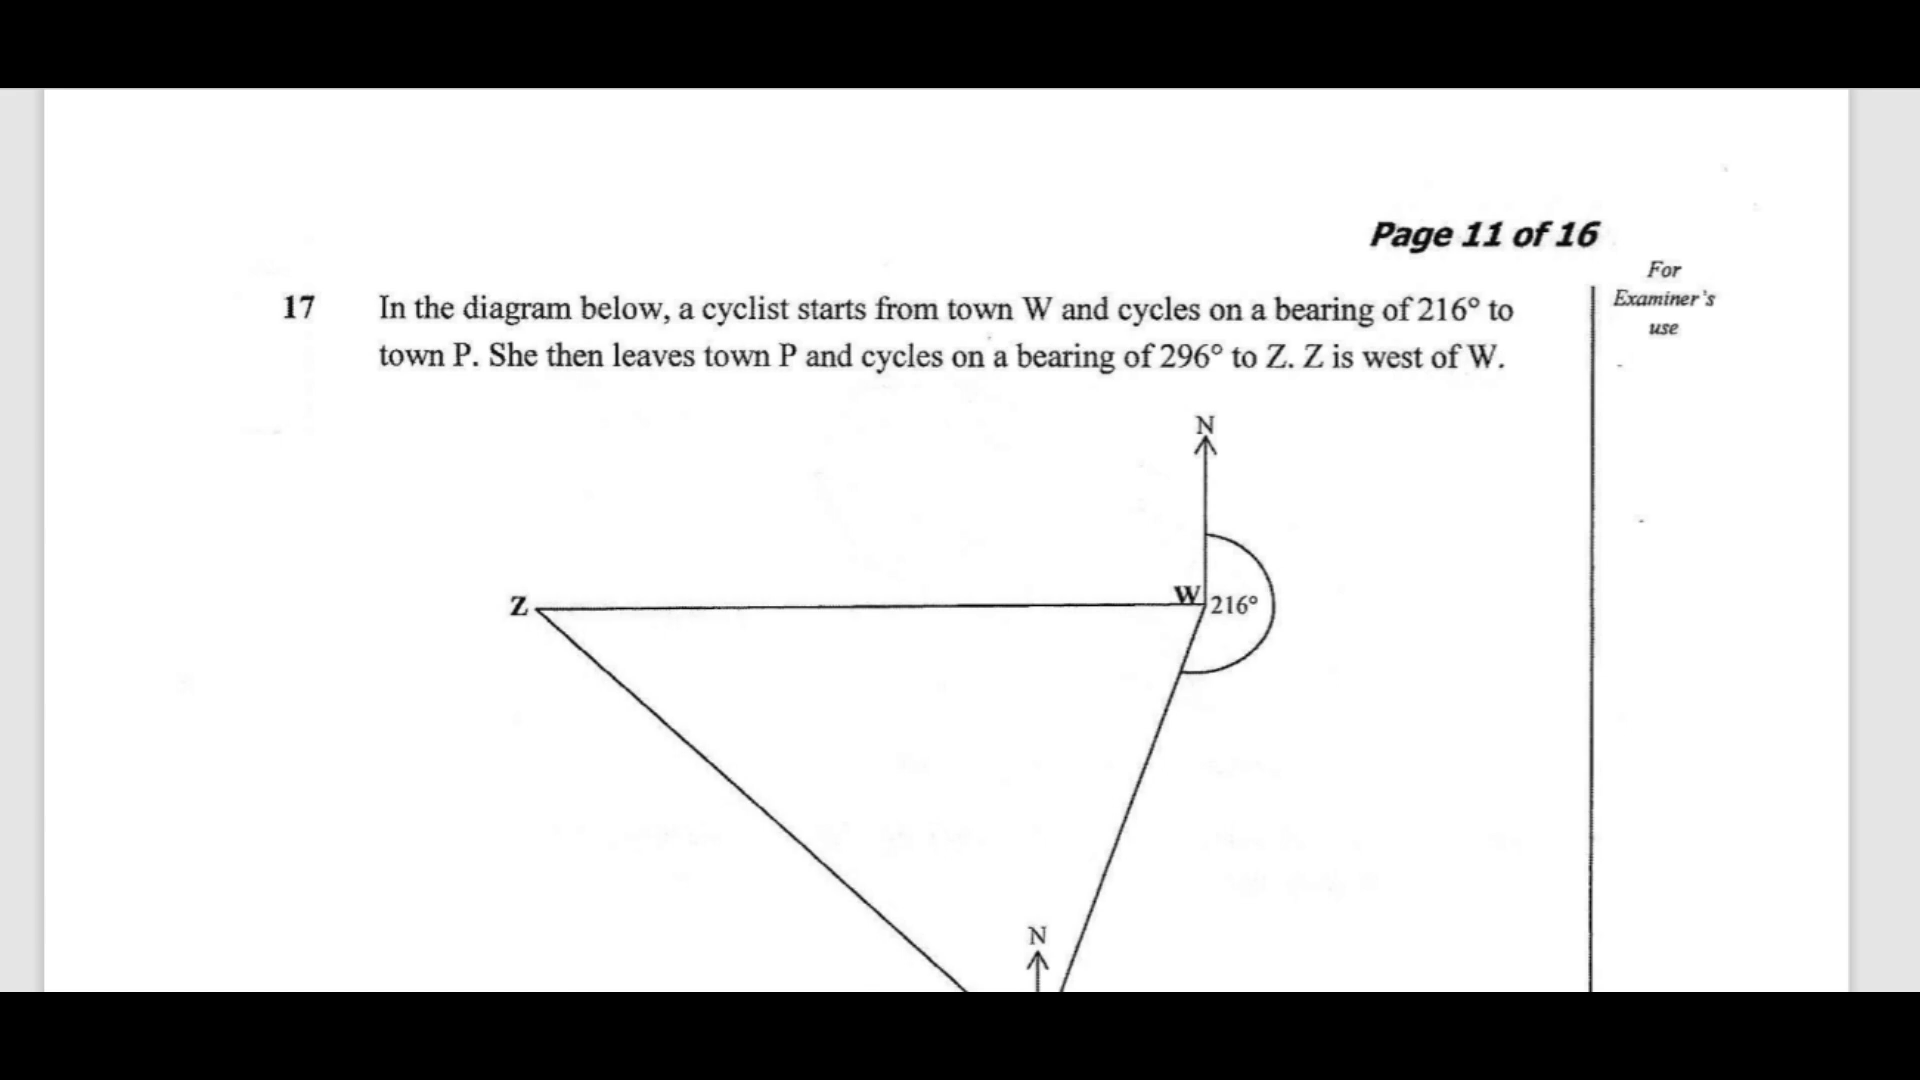 Page 11 of 16
For
Examiner's
use
17 In the diagram below, a cyclist starts from town W and cycles on a bearing of 216° to
town P. She then leaves town P and cycles on a bearing of 296° to Z. Z is west of W.
N
Z
W
216°
N